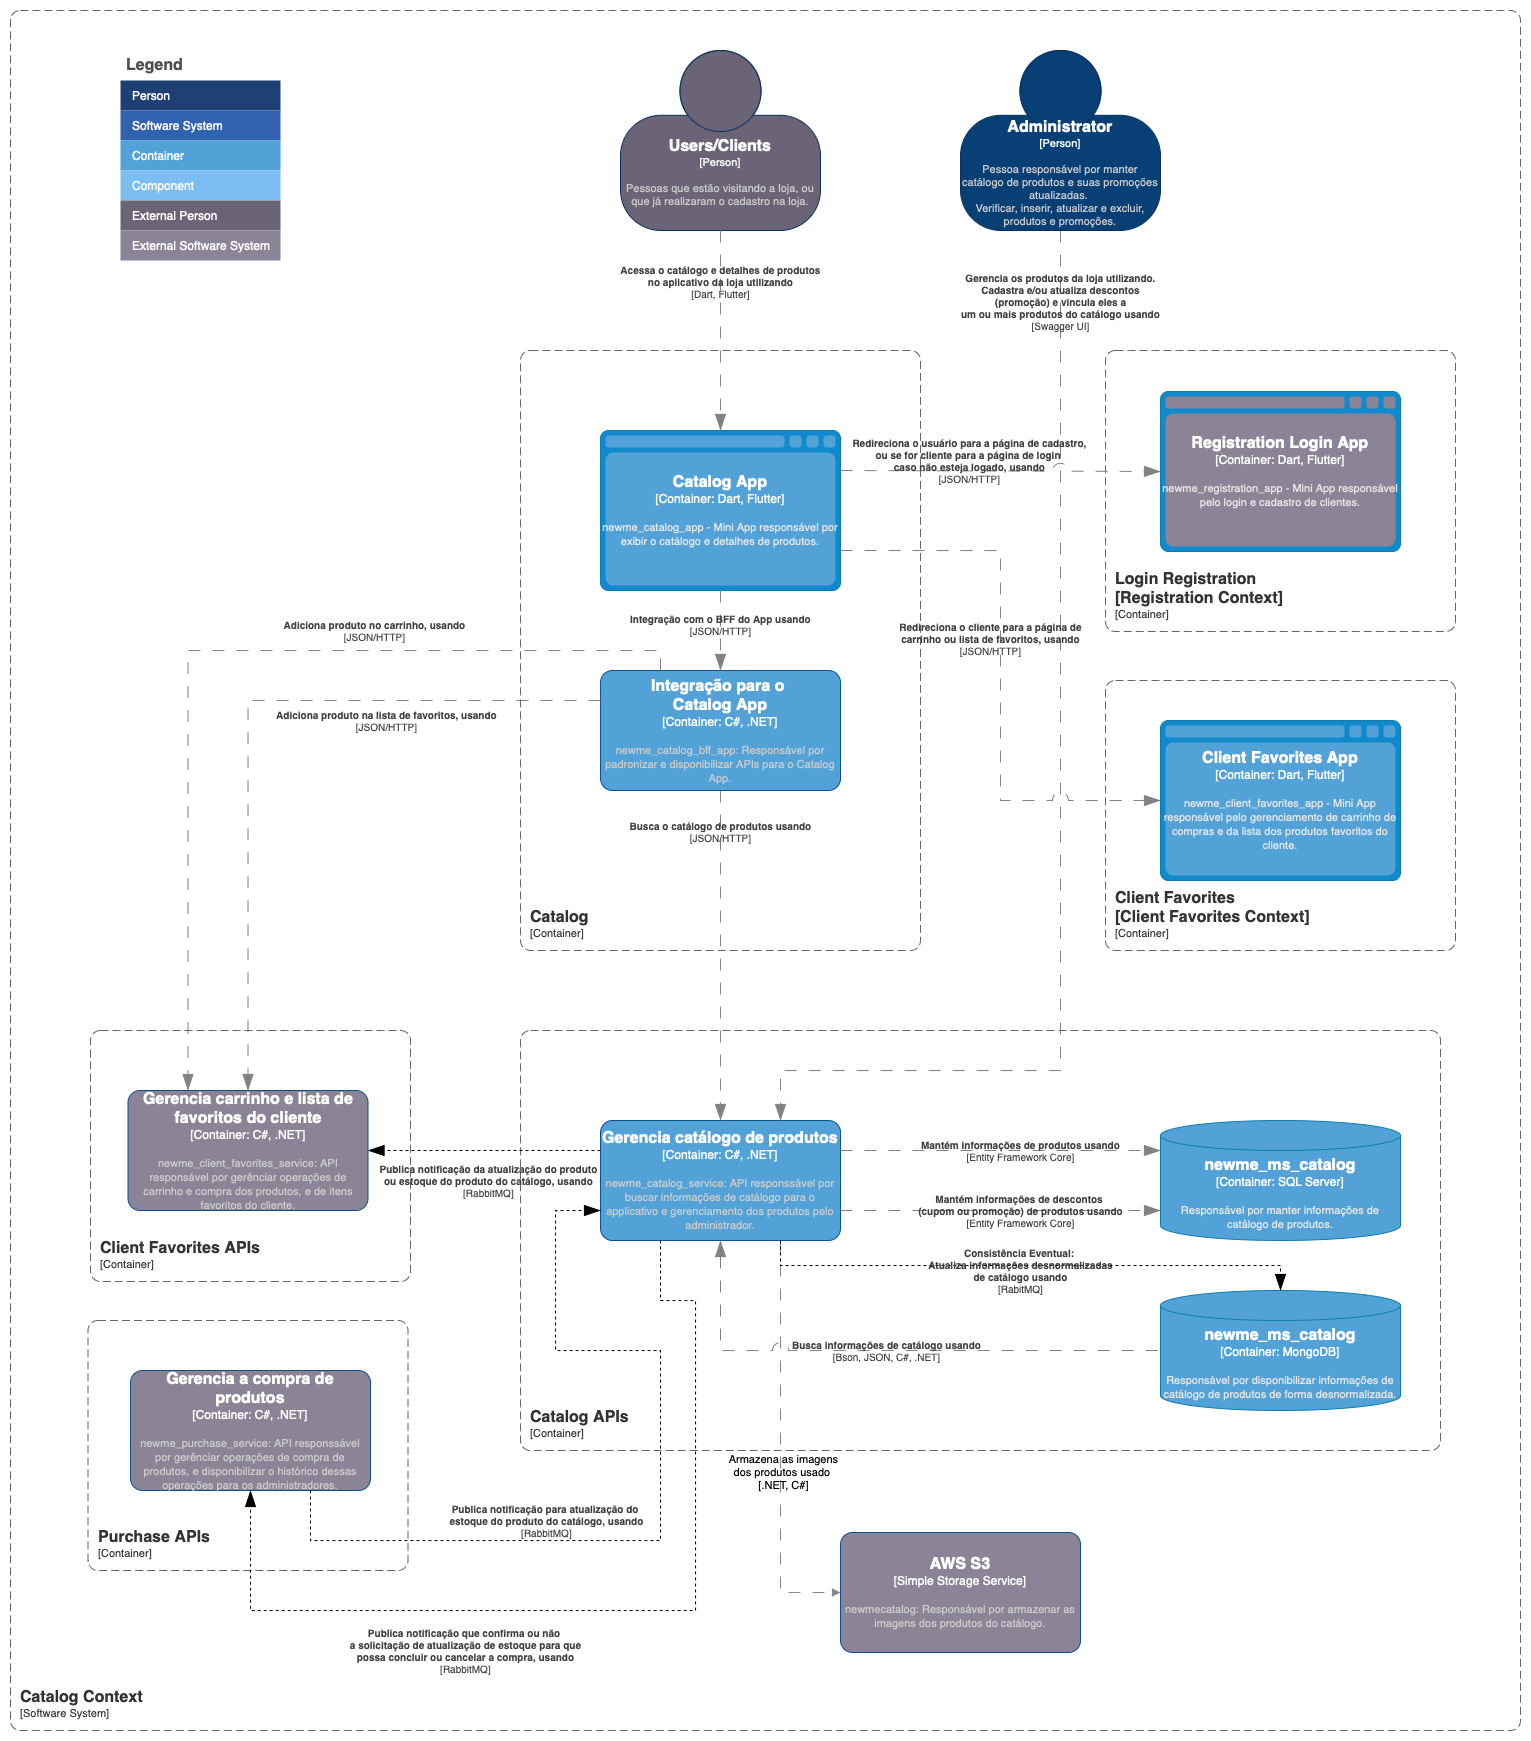 Legend
Person
Software System
Container
Component
External Person
External Software System
Users/Clients
[Person]
Pessoas que estão visitando a loja, ou
que já realizaram o cadastro na loja.
Administrator
[Person]
Pessoa responsável por manter
catálogo de produtos e suas promoções
atualizadas.
Verificar, inserir, atualizar e excluir,
produtos e promoções.
Acessa o catálogo e detalhes de produtos
no aplicativo da loja utilizando
[Dart, Flutter]
Gerencia os produtos da loja utilizando.
Cadastra e/ou atualiza descontos
(promoção) e vincula eles a
um ou mais produtos do catálogo usando
[Swagger UI]
Catalog App
[Container: Dart, Flutter]
newme_catalog_app - Mini App responsável por
exibir o catálogo e detalhes de produtos.
Redireciona o usuário para a página de cadastro,
ou se for cliente para a página de login
caso não esteja logado, usando
[JSON/HTTP]
Registration Login App
[Container: Dart, Flutter]
newme_registration_app - Mini App responsável
pelo login e cadastro de clientes.
Login Registration
[Registration Context]
[Container]
Adiciona produto no carrinho, usando
[JSON/HTTP]
Integração com o BFF do App usando
[JSON/HTTP]
Redireciona o cliente para a página de
carrinho ou lista de favoritos, usando
[JSON/HTTP]
Adiciona produto na lista de favoritos, usando
[JSON/HTTP]
Integração para o
Catalog App
[Container: C#, .NET]
newme_catalog_bff_app: Responsável por
padronizar e disponibilizar APIs para o Catalog
App.
Client Favorites App
[Container: Dart, Flutter]
newme_client_favorites_app - Mini App
responsável pelo gerenciamento de carrinho de
compras e da lista dos produtos favoritos do
cliente.
Busca o catálogo de produtos usando
[JSON/HTTP]
Catalog
[Container]
Client Favorites
[Client Favorites Context]
[Container]
Gerencia carrinho e lista de
favoritos do cliente
[Container: C#, .NET]
newme_client_favorites_service: API
responsável por gerênciar operações de
carrinho e compra dos produtos, e de itens
favoritos do cliente.
Client Favorite APIs
[Container]
Publica notificação da atualização do produto
ou estoque do produto do catálogo, usando
[RabbitMQ]
Gerencia catálogo de produtos
[Container: C#, .NET]
newme_catalog_service: API responssável por
buscar informações de catálogo para o
applicativo e gerenciamento dos produtos pelo
administrador.
Mantém informações de produtos usando
[Entity Framework Core]
Mantém informações de descontos
(cupom ou promoção) de produtos usando
[Entity Framework Core]
newme_ms_catalog
[Container: SQL Server]
Responsável por manter informações de
catálogo de produtos.
Consistência Eventual:
Atualiza informações desnormalizadas
de catálogo usando
[RabitMQ]
Busca informações de catálogo usando
[Bson, JSON, C#, .NET]
newme_ms_catalog
[Container: MongoDB]
Responsável por disponibilizar informações de
catálogo de produtos de forma desnormalizada.
Catalog APIs
[Container]
Gerencia a compra de
produtos
[Container: C#, .NET]
newme_purchase_service: API responssável
por gerênciar operações de compra de
produtos, e disponibilizar o histórico dessas
operações para os administradores.
Purchase APIs
[Container]
Publica notificação para atualização do
estoque do produto do catálogo, usando
[RabbitMQ]
Armazena as imagens
dos produtos usado
[.NET, C#]
AWS S3
[Simple Storage Service]
newmecatalog: Responsável por armazenar as
imagens dos produtos do catálogo.
Publica notificação que confirma ou não
a solicitação de atualização de estoque para que
possa concluir ou cancelar a compra, usando
[RabbitMQ]
Catalog Context
[Software System]